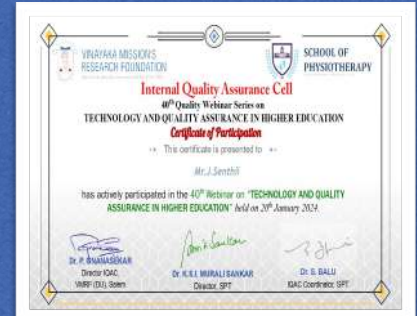 VINAYAKA MISSION'S
RESEARCH FOUNDATION
SCHOOL OF
PHYSIOTHERAPY
Internal Quality Assurance Cell
40th Quality Webinar Series on
TECHNOLOGY AND QUALITY ASSURANCE IN HIGHER EDUCATION
Certificate of Participation
This certificate is presented to
Mr.J.Senthil
has actively participated in the 40th Webinar on "TECHNOLOGY AND QUALITY
ASSURANCE IN HIGHER EDUCATION" held on 20th January 2024.
Dr. P. GNANASEKAR
Director IQAC,
VMRF (DU), Salem
Dr. K.S.I. MURALI SANKAR
Director, SPT
Dr. S. BALU
IQAC Coordinator, SPT